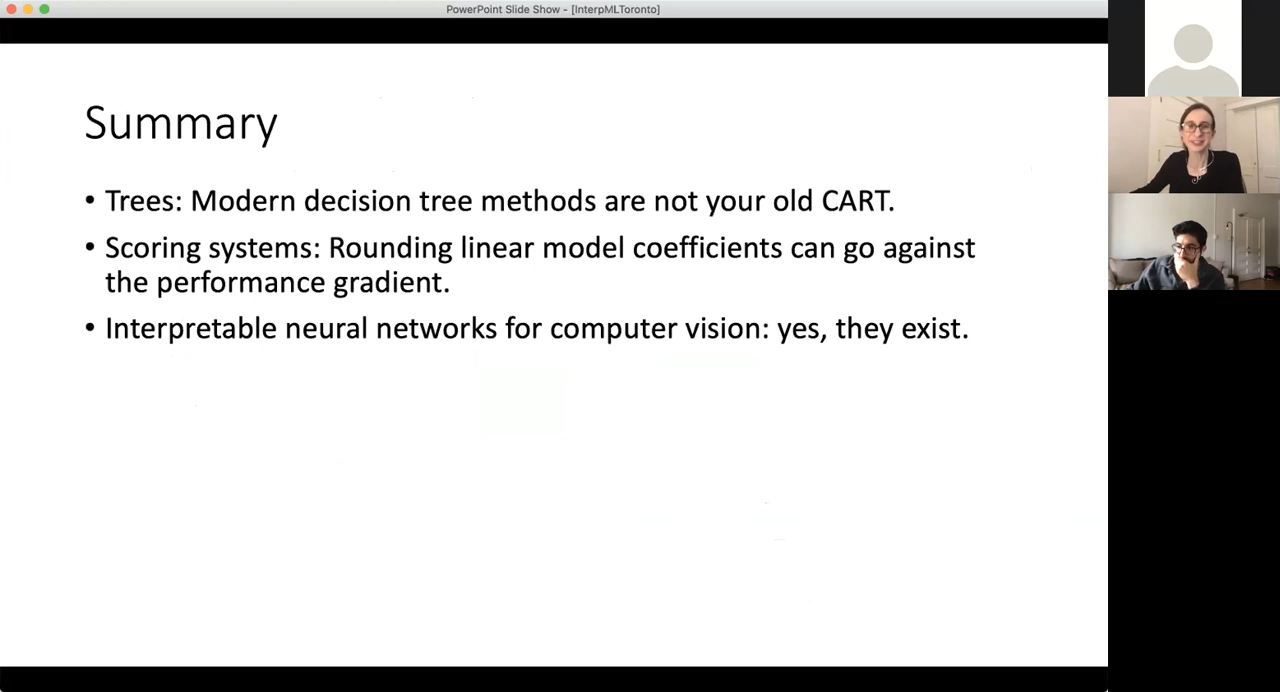 PowerPoint Slide Show - [InterpMLToronto]
Summary
• Trees: Modern decision tree methods are not your old CART.
• Scoring systems: Rounding linear model coefficients can go against
the performance gradient.
• Interpretable neural networks for computer vision: yes, they exist.